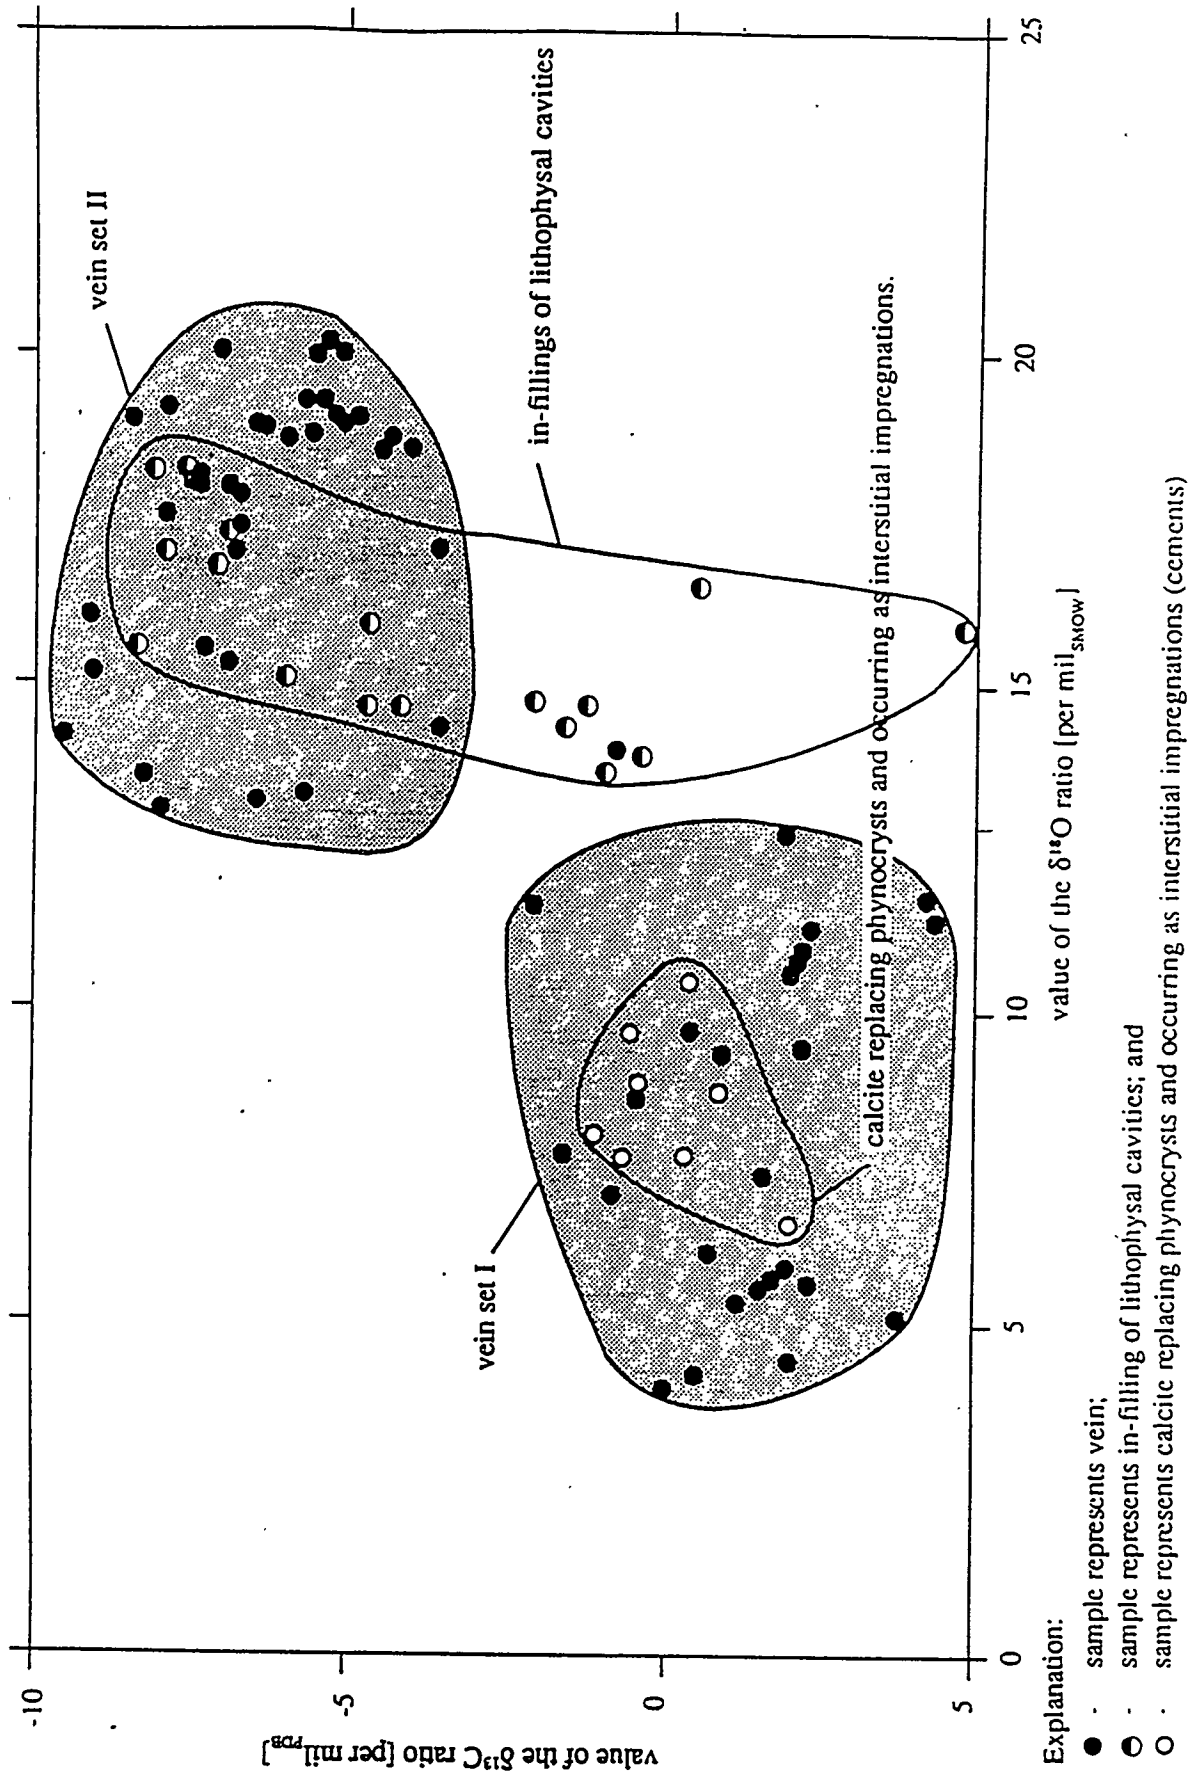 -10
-5
0
5
value of the δ¹³C ratio [per mil PDB]
vein set II
in-fillings of lithophysal cavities
vein set I
calcite replacing phynocrysts and occurring as interstitial impregnations.
0
5
10
15
20
25
value of the δ¹⁸O ratio [per mil SMOW]
Explanation:
● - sample represents vein;
◐ - sample represents in-filling of lithophysal cavities; and
○ - sample represents calcite replacing phynocrysts and occurring as interstitial impregnations (cements)